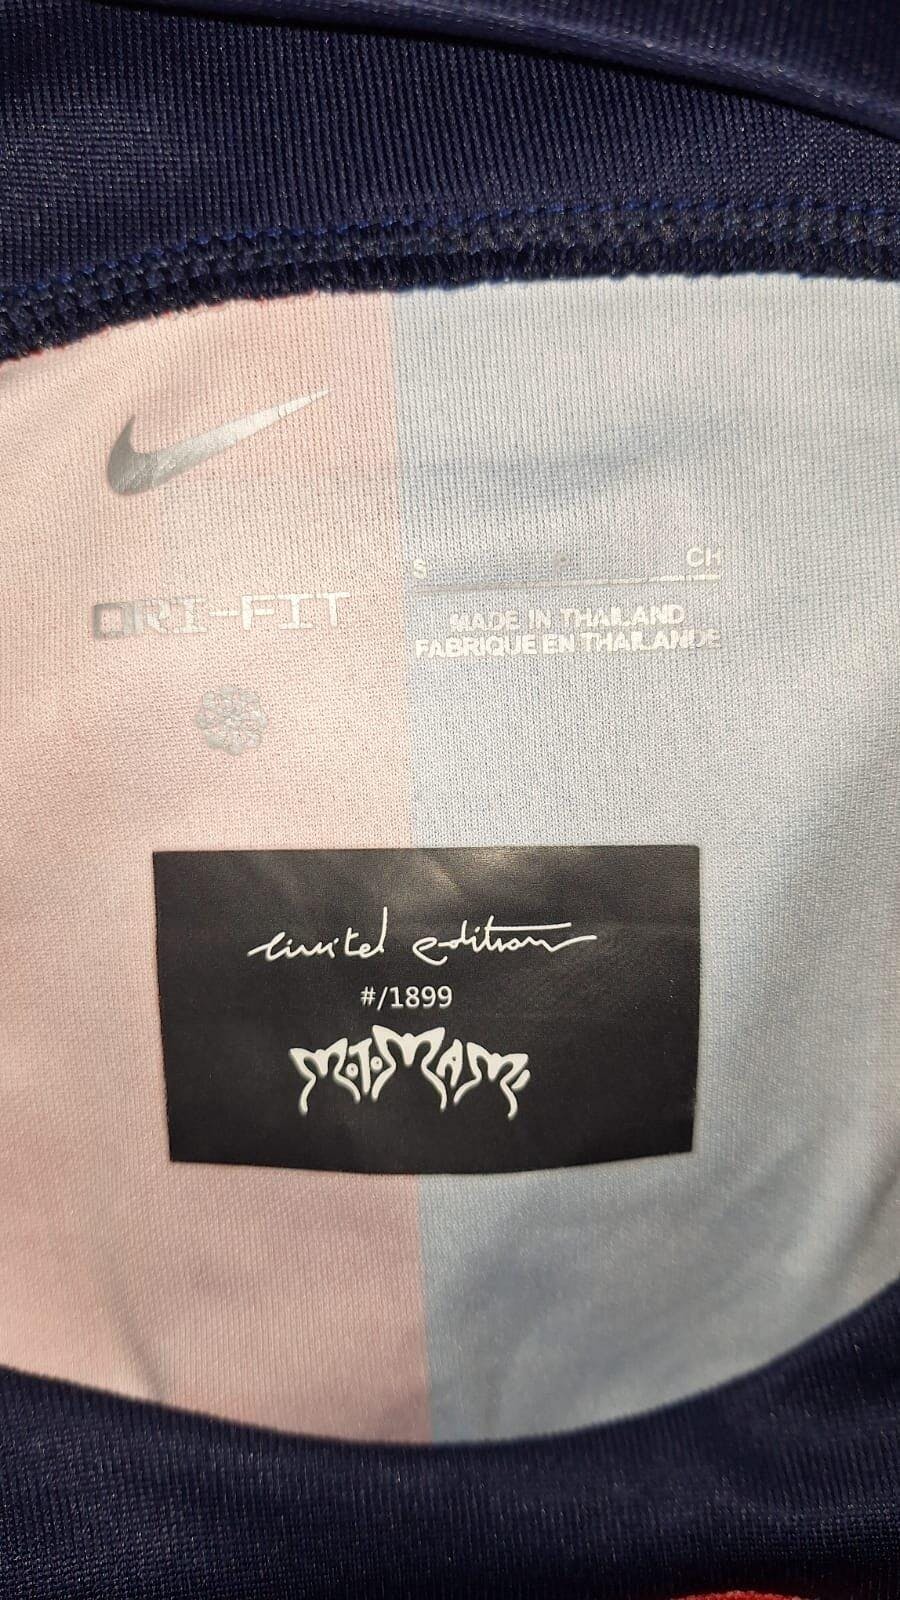 DRI-FIT
S P CH
MADE IN THAILAND
FABRIQUE EN THAILANDE
limited edition
#/1899
MOTOMAMI